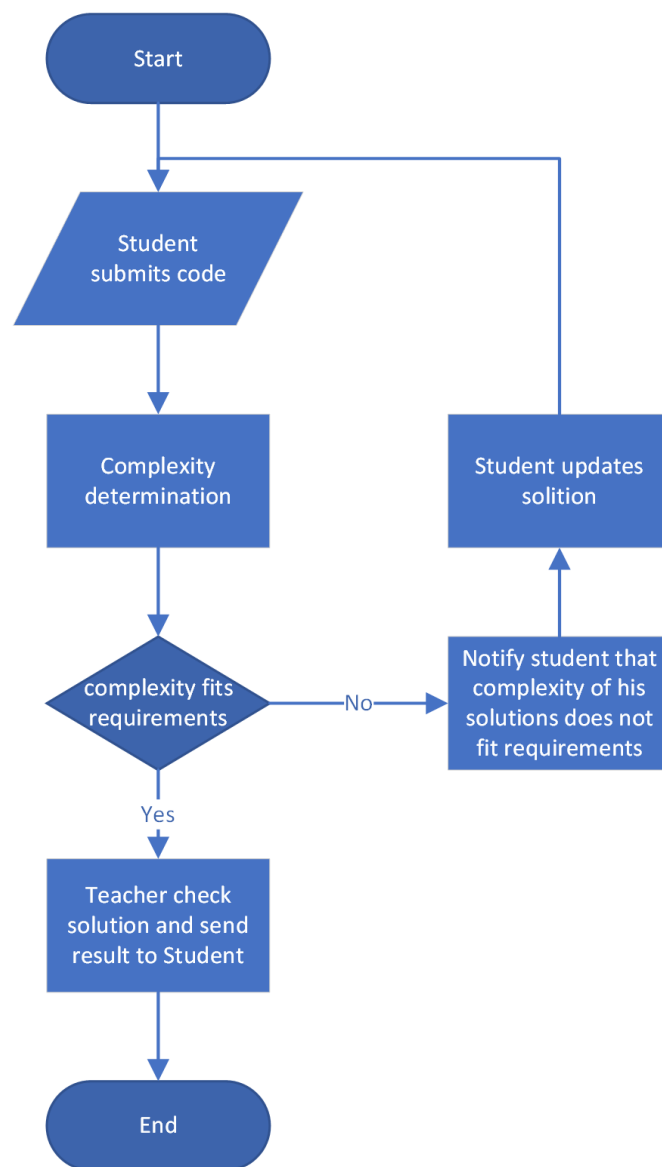 Start
Student
submits code
Complexity
determination
Student updates
solition
complexity fits
requirements
No
Notify student that
complexity of his
solutions does not
fit requirements
Yes
Teacher check
solution and send
result to Student
End